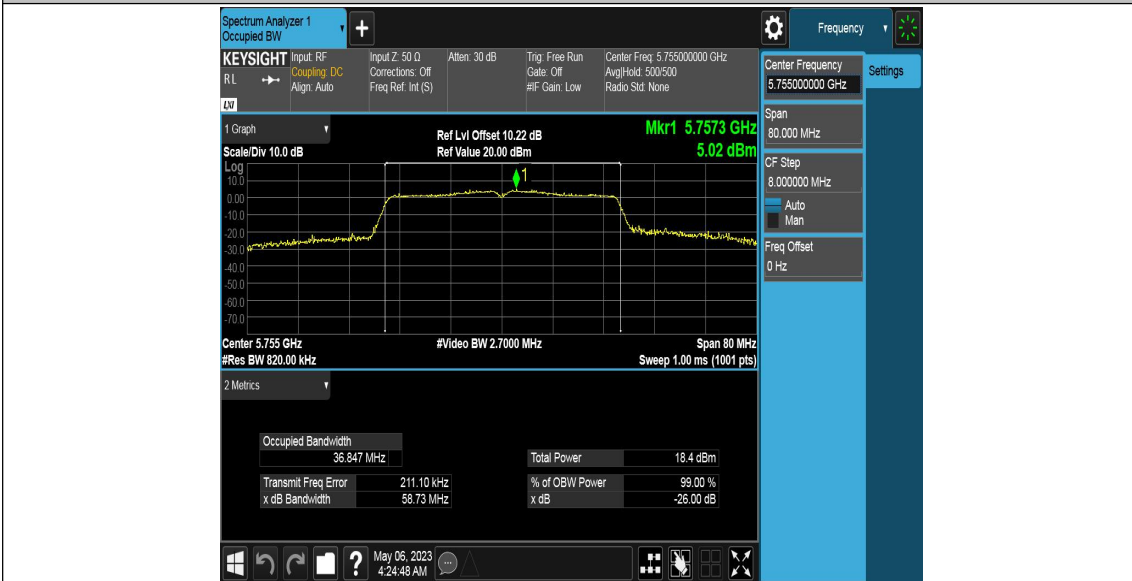 Spectrum Analyzer 1
Occupied BW
+
Frequency
KEYSIGHT
R L
LXI
Input: RF
Coupling: DC
Align: Auto
Input Z: 50 Ω
Corrections: Off
Freq Ref: Int (S)
Atten: 30 dB
Trig: Free Run
Gate: Off
#IF Gain: Low
Center Freq: 5.755000000 GHz
Avg|Hold: 500/500
Radio Std: None
Center Frequency
5.755000000 GHz
Settings
Span
80.000 MHz
CF Step
8.000000 MHz
Auto
Man
Freq Offset
0 Hz
1 Graph
Scale/Div 10.0 dB
Ref Lvl Offset 10.22 dB
Ref Value 20.00 dBm
Mkr1 5.7573 GHz
5.02 dBm
Log
1
10.0
0.00
-10.0
-20.0
-30.0
-40.0
-50.0
-60.0
-70.0
Center 5.755 GHz
#Res BW 820.00 kHz
#Video BW 2.7000 MHz
Span 80 MHz
Sweep 1.00 ms (1001 pts)
2 Metrics
Occupied Bandwidth
36.847 MHz
Total Power 18.4 dBm
Transmit Freq Error 211.10 kHz
% of OBW Power 99.00 %
x dB Bandwidth 58.73 MHz
x dB -26.00 dB
?
May 06, 2023
4:24:48 AM